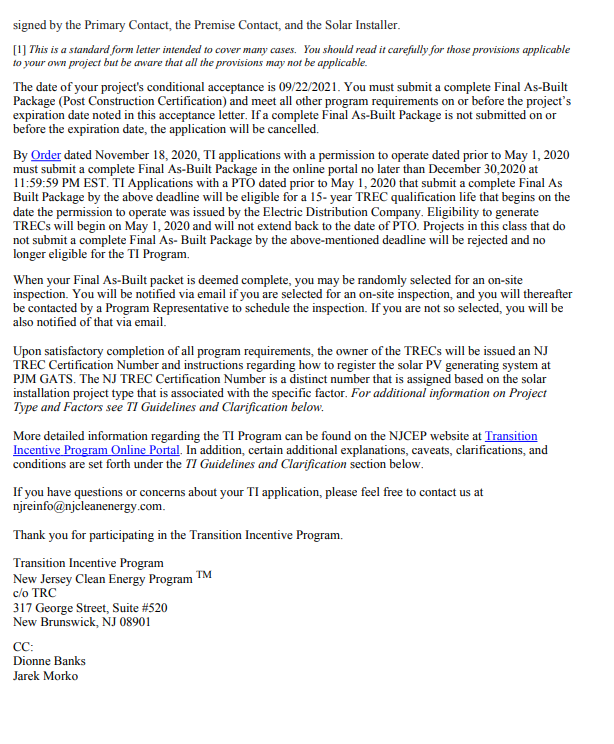 signed by the Primary Contact, the Premise Contact, and the Solar Installer.
[1] This is a standard form letter intended to cover many cases. You should read it carefully for those provisions applicable
to your own project but be aware that all the provisions may not be applicable.
The date of your project's conditional acceptance is 09/22/2021. You must submit a complete Final As-Built
Package (Post Construction Certification) and meet all other program requirements on or before the project's
expiration date noted in this acceptance letter. If a complete Final As-Built Package is not submitted on or
before the expiration date, the application will be cancelled.
By Order dated November 18, 2020, TI applications with a permission to operate dated prior to May 1, 2020
must submit a complete Final As-Built Package in the online portal no later than December 30,2020 at
11:59:59 PM EST. TI Applications with a PTO dated prior to May 1, 2020 that submit a complete Final As
Built Package by the above deadline will be eligible for a 15- year TREC qualification life that begins on the
date the permission to operate was issued by the Electric Distribution Company. Eligibility to generate
TRECs will begin on May 1, 2020 and will not extend back to the date of PTO. Projects in this class that do
not submit a complete Final As- Built Package by the above-mentioned deadline will be rejected and no
longer eligible for the TI Program.
When your Final As-Built packet is deemed complete, you may be randomly selected for an on-site
inspection. You will be notified via email if you are selected for an on-site inspection, and you will thereafter
be contacted by a Program Representative to schedule the inspection. If you are not so selected, you will be
also notified of that via email.
Upon satisfactory completion of all program requirements, the owner of the TRECs will be issued an NJ
TREC Certification Number and instructions regarding how to register the solar PV generating system at
PJM GATS. The NJ TREC Certification Number is a distinct number that is assigned based on the solar
installation project type that is associated with the specific factor. For additional information on Project
Type and Factors see TI Guidelines and Clarification below.
More detailed information regarding the TI Program can be found on the NJCEP website at Transition
Incentive Program Online Portal. In addition, certain additional explanations, caveats, clarifications, and
conditions are set forth under the TI Guidelines and Clarification section below.
If you have questions or concerns about your TI application, please feel free to contact us at
njreinfo@njcleanenergy.com.
Thank you for participating in the Transition Incentive Program.
Transition Incentive Program
New Jersey Clean Energy Program TM
c/o TRC
317 George Street, Suite #520
New Brunswick, NJ 08901
CC:
Dionne Banks
Jarek Morko